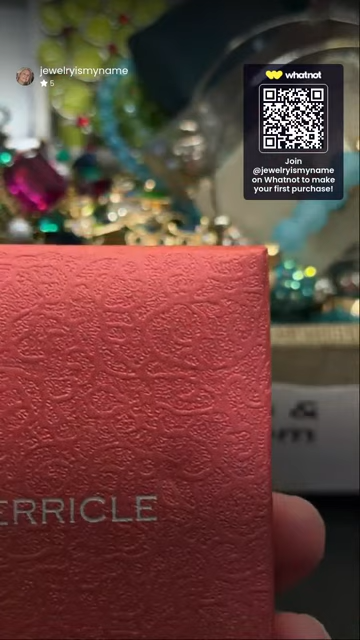 jewelryismyname
★ 5
whatnot
Join
@jewelryismyname
on Whatnot to make
your first purchase!
ERRICLE